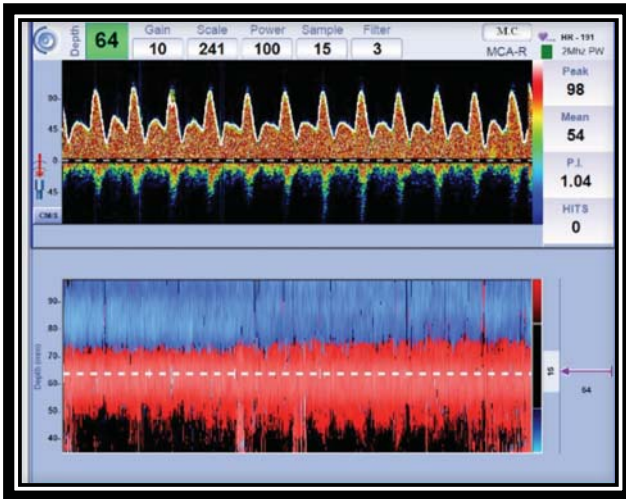 Depth 64 Gain Scale Power Sample Filter
10 241 100 15 3
M.C
MCA-R
HR - 191
2Mhz PW
Peak
98
Mean
54
P.I.
1.04
HITS
0
90-
45-
0
45
CM/S
Depth (mm)
90-
80-
70-
60-
50-
40-
15
64